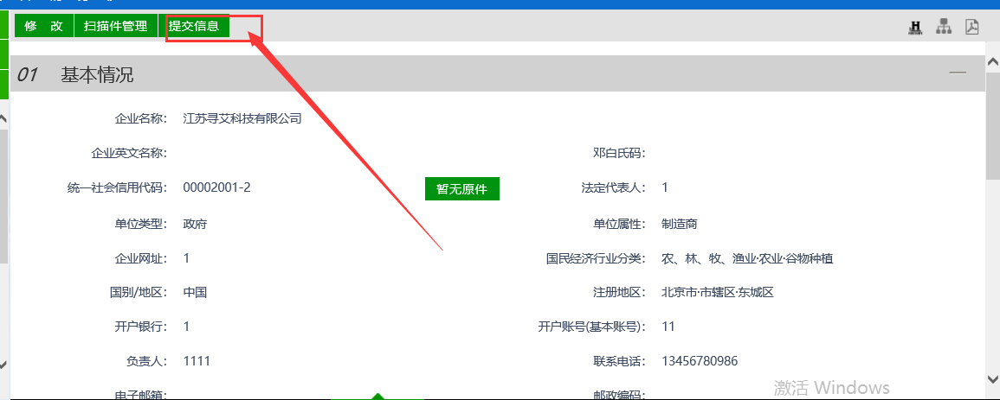 修 改 扫描件管理 提交信息
H
01 基本情况
企业名称： 江苏寻艾科技有限公司
企业英文名称： 邓白氏码：
统一社会信用代码： 00002001-2 暂无原件 法定代表人： 1
单位类型： 政府 单位属性： 制造商
企业网址： 1 国民经济行业分类： 农、林、牧、渔业·农业·谷物种植
国别/地区： 中国 注册地区： 北京市·市辖区·东城区
开户银行： 1 开户账号(基本账号)： 11
负责人： 1111 联系电话： 13456780986
电子邮箱： 邮政编码：
激活 Windows